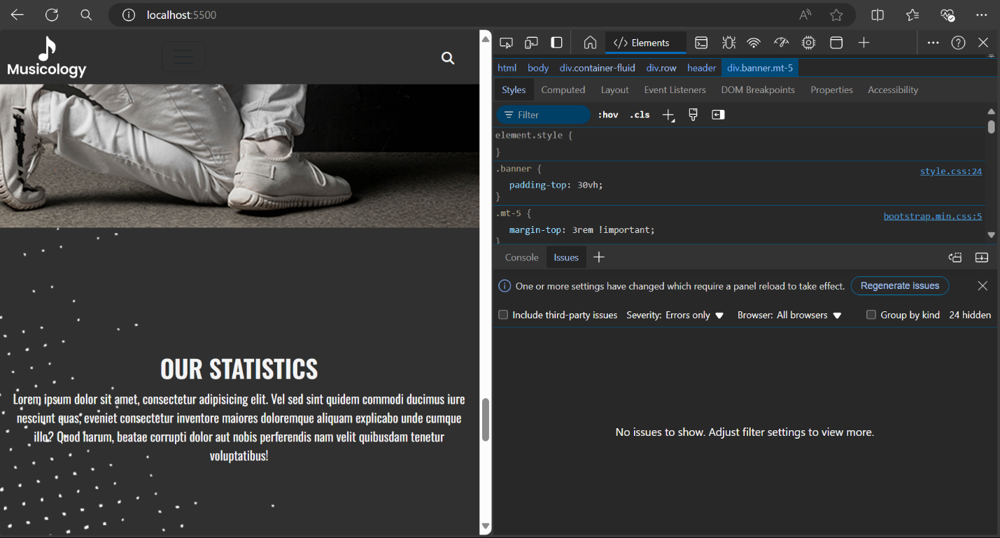 localhost:5500
Musicology
OUR STATISTICS
Lorem ipsum dolor sit amet, consectetur adipisicing elit. Vel sed sint quidem commodi ducimus iure
nesciunt quas, eveniet consectetur inventore maiores doloremque aliquam explicabo unde cumque
illo? Quod harum, beatae corrupti dolor aut nobis perferendis nam velit quibusdam tenetur
voluptatibus!
</> Elements
html body div.container-fluid div.row header div.banner.mt-5
Styles Computed Layout Event Listeners DOM Breakpoints Properties Accessibility
Filter :hov .cls
element.style {
}
.banner { style.css:24
padding-top: 30vh;
}
.mt-5 { bootstrap.min.css:5
margin-top: 3rem !important;
}
Console Issues
One or more settings have changed which require a panel reload to take effect. Regenerate issues
Include third-party issues Severity: Errors only Browser: All browsers Group by kind 24 hidden
No issues to show. Adjust filter settings to view more.